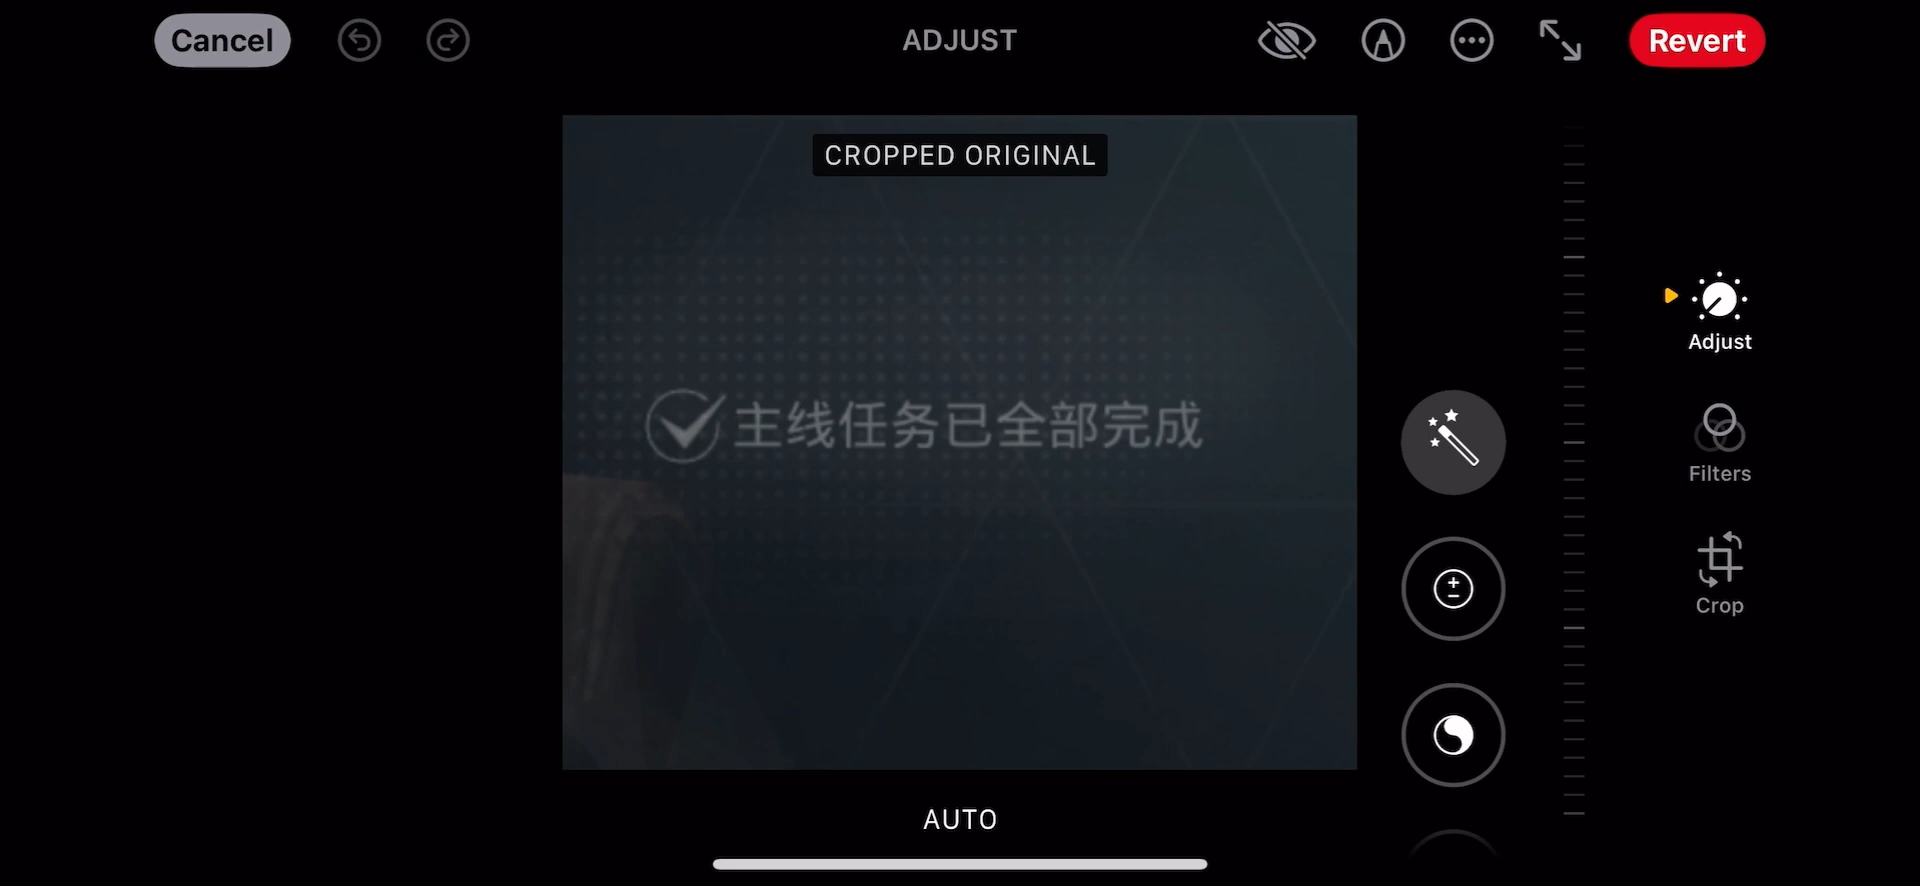 Cancel
ADJUST
Revert
CROPPED ORIGINAL
主线任务已全部完成
Adjust
Filters
Crop
AUTO